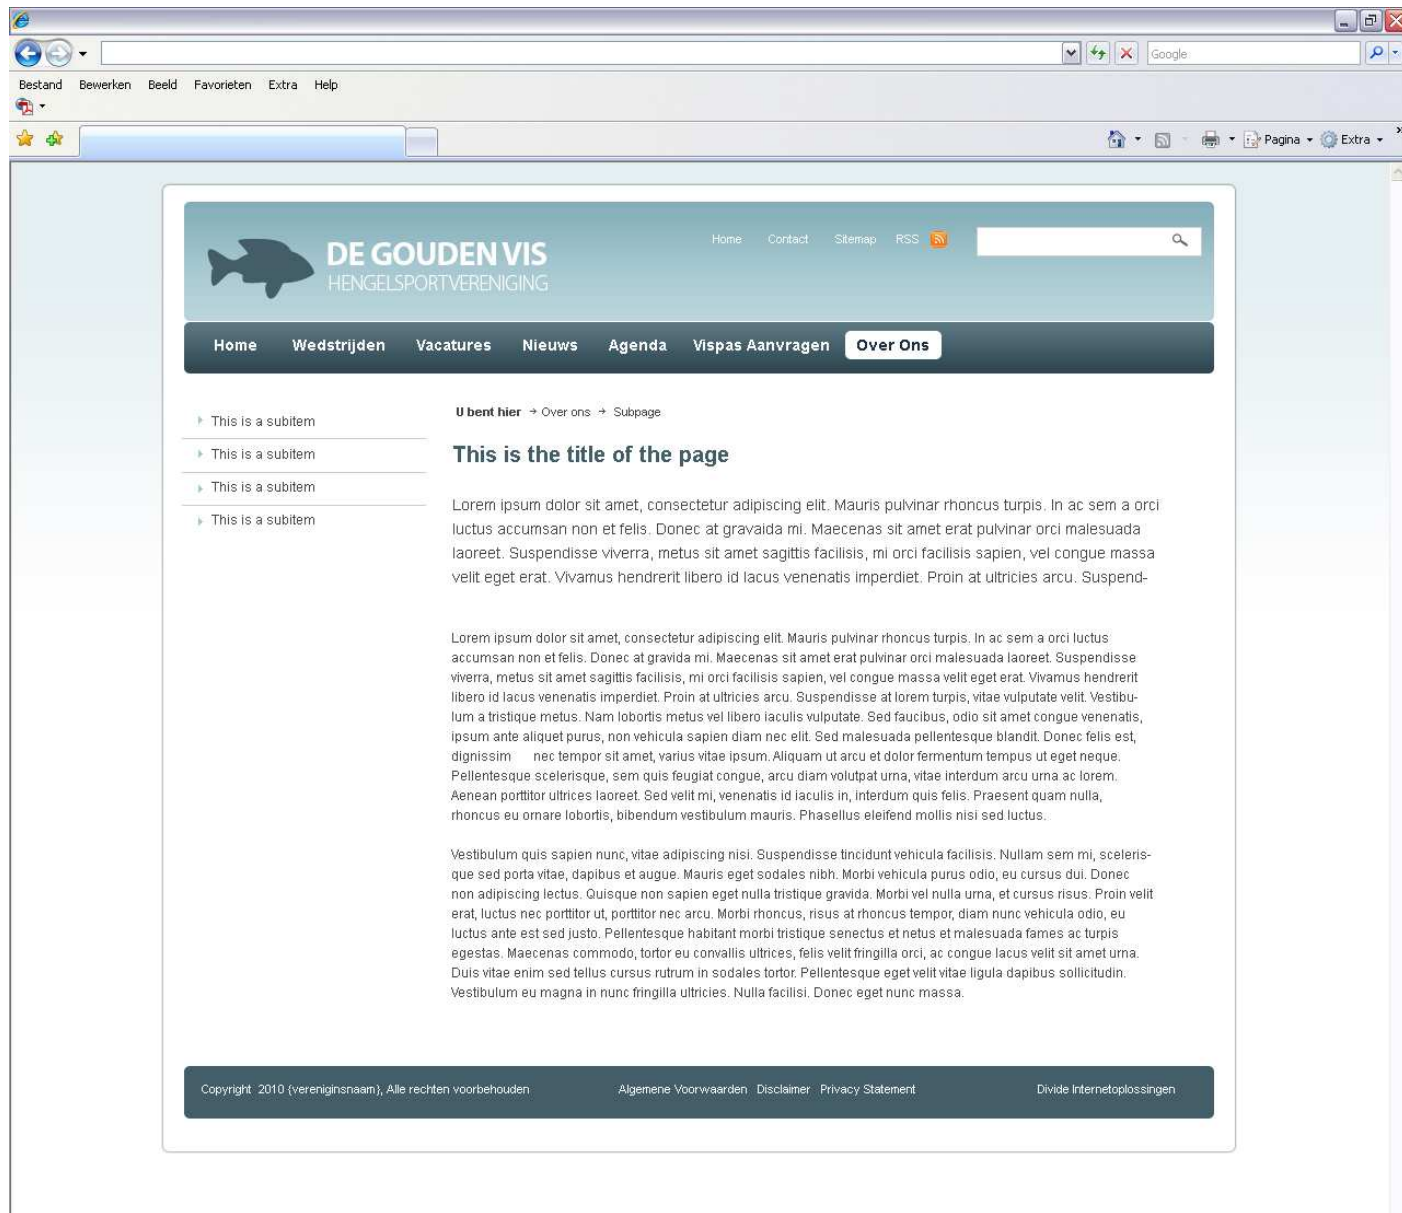 Google
Bestand Bewerken Beeld Favorieten Extra Help
Pagina Extra
Home Contact Sitemap RSS
DE GOUDEN VIS
HENGELSPORTVERENIGING
Home Wedstrijden Vacatures Nieuws Agenda Vispas Aanvragen Over Ons
This is a subitem
This is a subitem
This is a subitem
This is a subitem
U bent hier → Over ons → Subpage
This is the title of the page
Lorem ipsum dolor sit amet, consectetur adipiscing elit. Mauris pulvinar rhoncus turpis. In ac sem a orci
luctus accumsan non et felis. Donec at gravaida mi. Maecenas sit amet erat pulvinar orci malesuada
laoreet. Suspendisse viverra, metus sit amet sagittis facilisis, mi orci facilisis sapien, vel congue massa
velit eget erat. Vivamus hendrerit libero id lacus venenatis imperdiet. Proin at ultricies arcu. Suspend-
Lorem ipsum dolor sit amet, consectetur adipiscing elit. Mauris pulvinar rhoncus turpis. In ac sem a orci luctus
accumsan non et felis. Donec at gravida mi. Maecenas sit amet erat pulvinar orci malesuada laoreet. Suspendisse
viverra, metus sit amet sagittis facilisis, mi orci facilisis sapien, vel congue massa velit eget erat. Vivamus hendrerit
libero id lacus venenatis imperdiet. Proin at ultricies arcu. Suspendisse at lorem turpis, vitae vulputate velit. Vestibu-
lum a tristique metus. Nam lobortis metus vel libero iaculis vulputate. Sed faucibus, odio sit amet congue venenatis,
ipsum ante aliquet purus, non vehicula sapien diam nec elit. Sed malesuada pellentesque blandit. Donec felis est,
dignissim nec tempor sit amet, varius vitae ipsum. Aliquam ut arcu et dolor fermentum tempus ut eget neque.
Pellentesque scelerisque, sem quis feugiat congue, arcu diam volutpat urna, vitae interdum arcu urna ac lorem.
Aenean porttitor ultrices laoreet. Sed velit mi, venenatis id iaculis in, interdum quis felis. Praesent quam nulla,
rhoncus eu ornare lobortis, bibendum vestibulum mauris. Phasellus eleifend mollis nisi sed luctus.
Vestibulum quis sapien nunc, vitae adipiscing nisi. Suspendisse tincidunt vehicula facilisis. Nullam sem mi, sceleris-
que sed porta vitae, dapibus et augue. Mauris eget sodales nibh. Morbi vehicula purus odio, eu cursus dui. Donec
non adipiscing lectus. Quisque non sapien eget nulla tristique gravida. Morbi vel nulla urna, et cursus risus. Proin velit
erat, luctus nec porttitor ut, porttitor nec arcu. Morbi rhoncus, risus at rhoncus tempor, diam nunc vehicula odio, eu
luctus ante est sed justo. Pellentesque habitant morbi tristique senectus et netus et malesuada fames ac turpis
egestas. Maecenas commodo, tortor eu convallis ultrices, felis velit fringilla orci, ac congue lacus velit sit amet urna.
Duis vitae enim sed tellus cursus rutrum in sodales tortor. Pellentesque eget velit vitae ligula dapibus sollicitudin.
Vestibulum eu magna in nunc fringilla ultricies. Nulla facilisi. Donec eget nunc massa.
Copyright 2010 {vereniginsnaam}, Alle rechten voorbehouden Algemene Voorwaarden Disclaimer Privacy Statement Divide Internetoplossingen